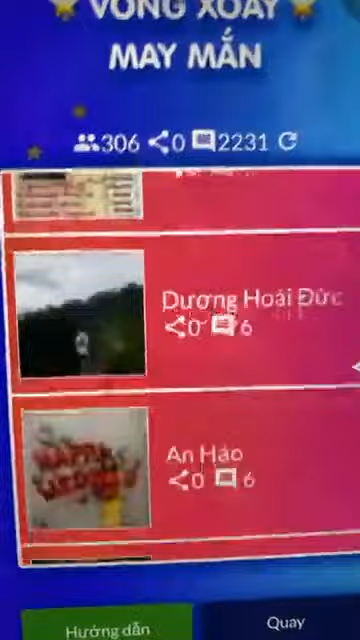 VÒNG XOAY
MAY MẮN
306 0 2231
Dương Hoài Đức
0 6
An Hảo
0 6
Hướng dẫn
Quay